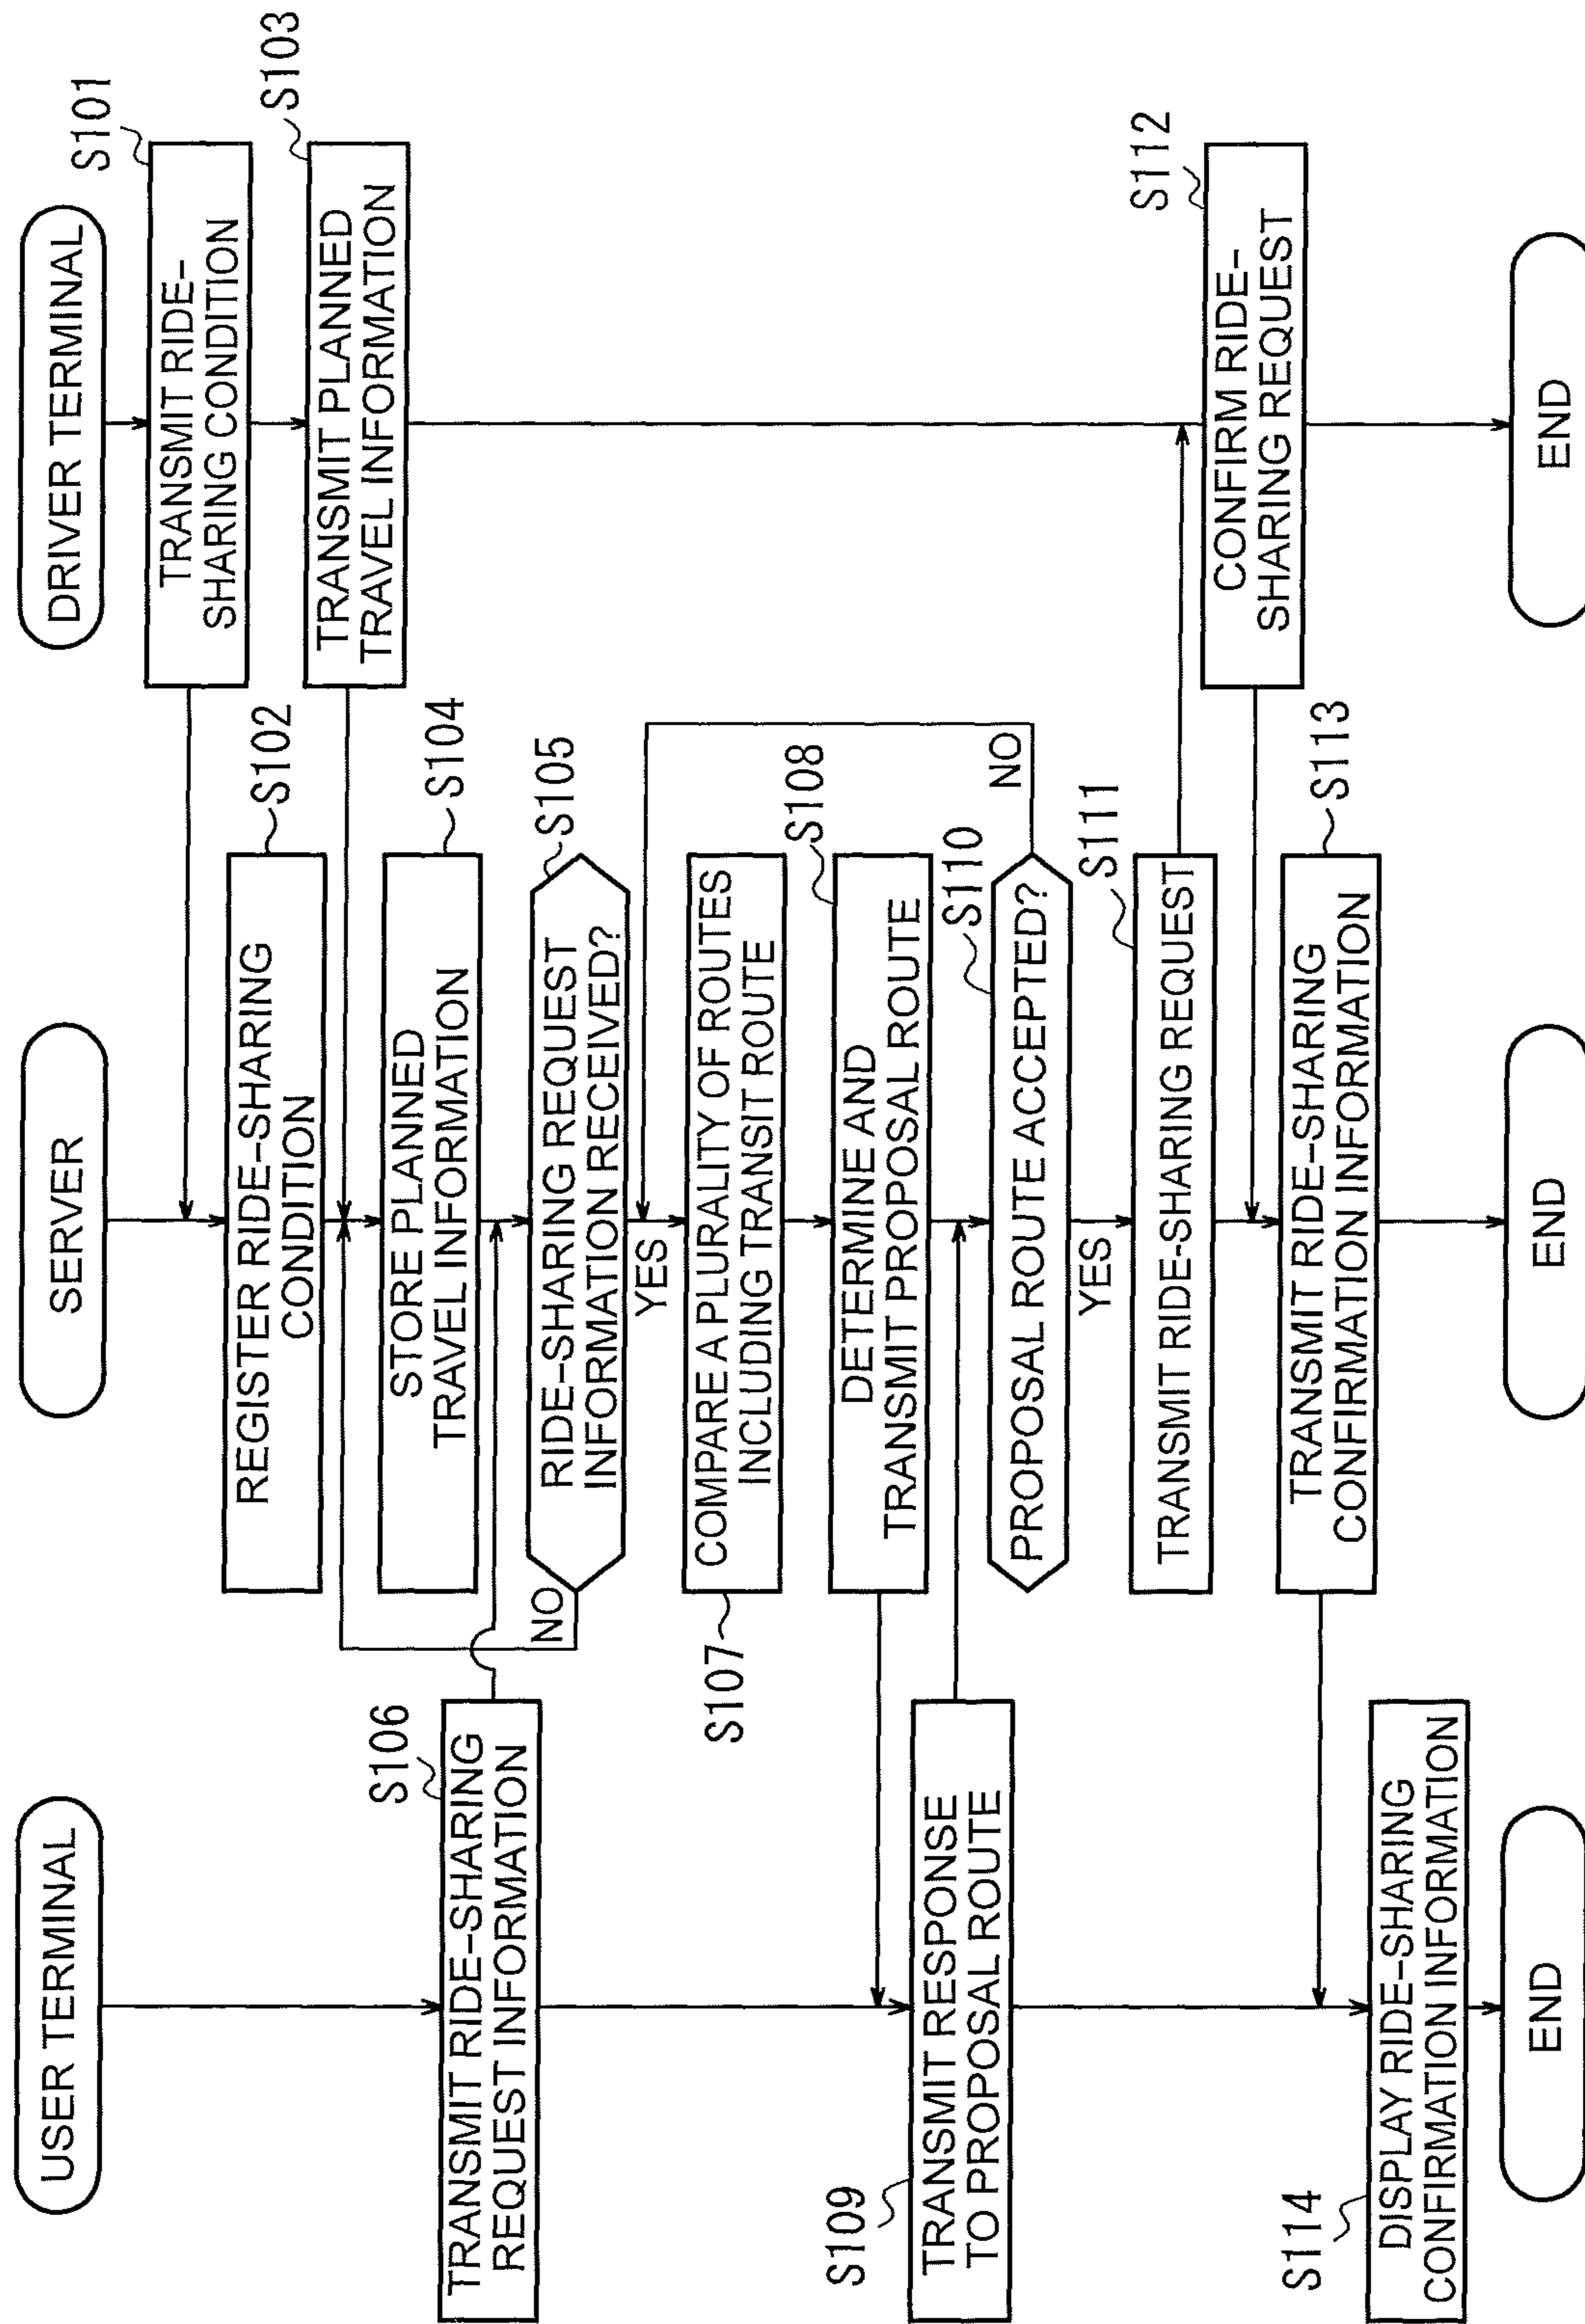 USER TERMINAL
SERVER
DRIVER TERMINAL
S101
TRANSMIT RIDE-
SHARING CONDITION
S102
REGISTER RIDE-SHARING
CONDITION
S103
TRANSMIT PLANNED
TRAVEL INFORMATION
S104
STORE PLANNED
TRAVEL INFORMATION
S106
TRANSMIT RIDE-SHARING
REQUEST INFORMATION
S105
RIDE-SHARING REQUEST
INFORMATION RECEIVED?
NO
YES
S107
COMPARE A PLURALITY OF ROUTES
INCLUDING TRANSIT ROUTE
S108
DETERMINE AND
TRANSMIT PROPOSAL ROUTE
S109
TRANSMIT RESPONSE
TO PROPOSAL ROUTE
S110
PROPOSAL ROUTE ACCEPTED?
NO
YES
S111
TRANSMIT RIDE-SHARING REQUEST
S112
CONFIRM RIDE-
SHARING REQUEST
S113
TRANSMIT RIDE-SHARING
CONFIRMATION INFORMATION
S114
DISPLAY RIDE-SHARING
CONFIRMATION INFORMATION
END
END
END